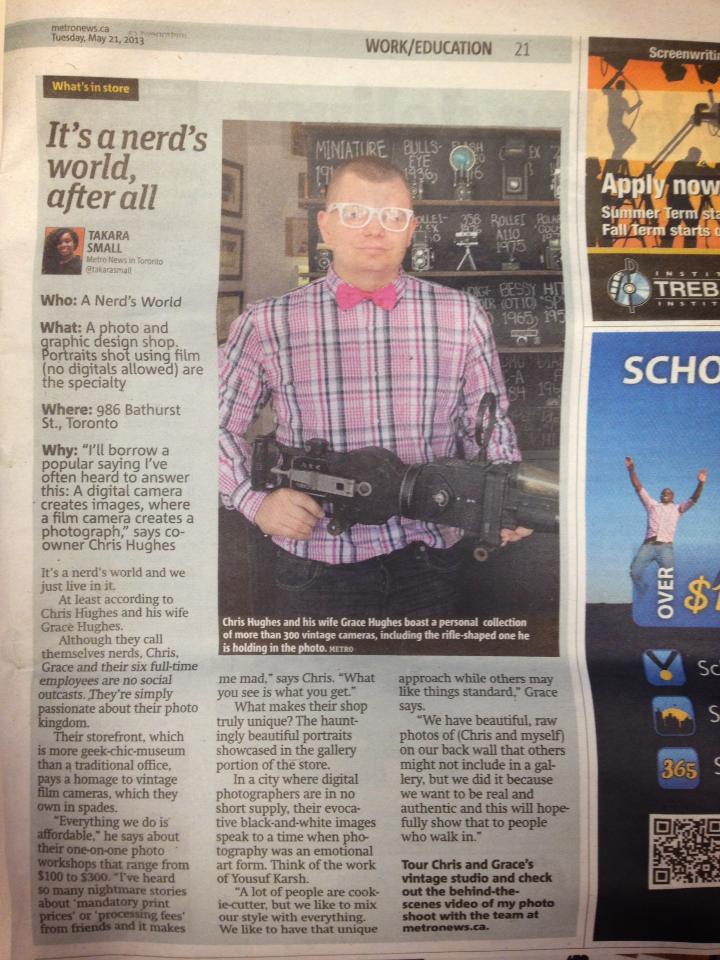 metronews.ca
Tuesday, May 21, 2013
WORK/EDUCATION 21
What's in store
It's a nerd's
world,
after all
TAKARA
SMALL
Metro News in Toronto
@takarasmall
Who: A Nerd's World
What: A photo and
graphic design shop.
Portraits shot using film
(no digitals allowed) are
the specialty
Where: 986 Bathurst
St., Toronto
Why: "I'll borrow a
popular saying I've
often heard to answer
this: A digital camera
creates images, where
a film camera creates a
photograph," says co-
owner Chris Hughes
It's a nerd's world and we
just live in it.
At least according to
Chris Hughes and his wife
Grace Hughes.
Although they call
themselves nerds, Chris,
Grace and their six full-time
employees are no social
outcasts. They're simply
passionate about their photo
kingdom.
Their storefront, which
is more geek-chic-museum
than a traditional office,
pays a homage to vintage
film cameras, which they
own in spades.
"Everything we do is
affordable," he says about
their one-on-one photo
workshops that range from
$100 to $300. "I've heard
so many nightmare stories
about 'mandatory print
prices' or 'processing fees'
from friends and it makes
MINIATURE
BULLS-
EYE
1936
ROLLEI
A110
1975
BESSY
1965
Chris Hughes and his wife Grace Hughes boast a personal collection
of more than 300 vintage cameras, including the rifle-shaped one he
is holding in the photo. METRO
me mad," says Chris. "What
you see is what you get."
What makes their shop
truly unique? The haunt-
ingly beautiful portraits
showcased in the gallery
portion of the store.
In a city where digital
photographers are in no
short supply, their evoca-
tive black-and-white images
speak to a time when pho-
tography was an emotional
art form. Think of the work
of Yousuf Karsh.
"A lot of people are cook-
ie-cutter, but we like to mix
our style with everything.
We like to have that unique
approach while others may
like things standard," Grace
says.
"We have beautiful, raw
photos of (Chris and myself)
on our back wall that others
might not include in a gal-
lery, but we did it because
we want to be real and
authentic and this will hope-
fully show that to people
who walk in."
Tour Chris and Grace's
vintage studio and check
out the behind-the-
scenes video of my photo
shoot with the team at
metronews.ca.
Screenwriti
Apply now
Summer Term sta
Fall Term starts
INSTI
TREB
INSTIT
SCHO
OVER $1
Sc
S
365 S